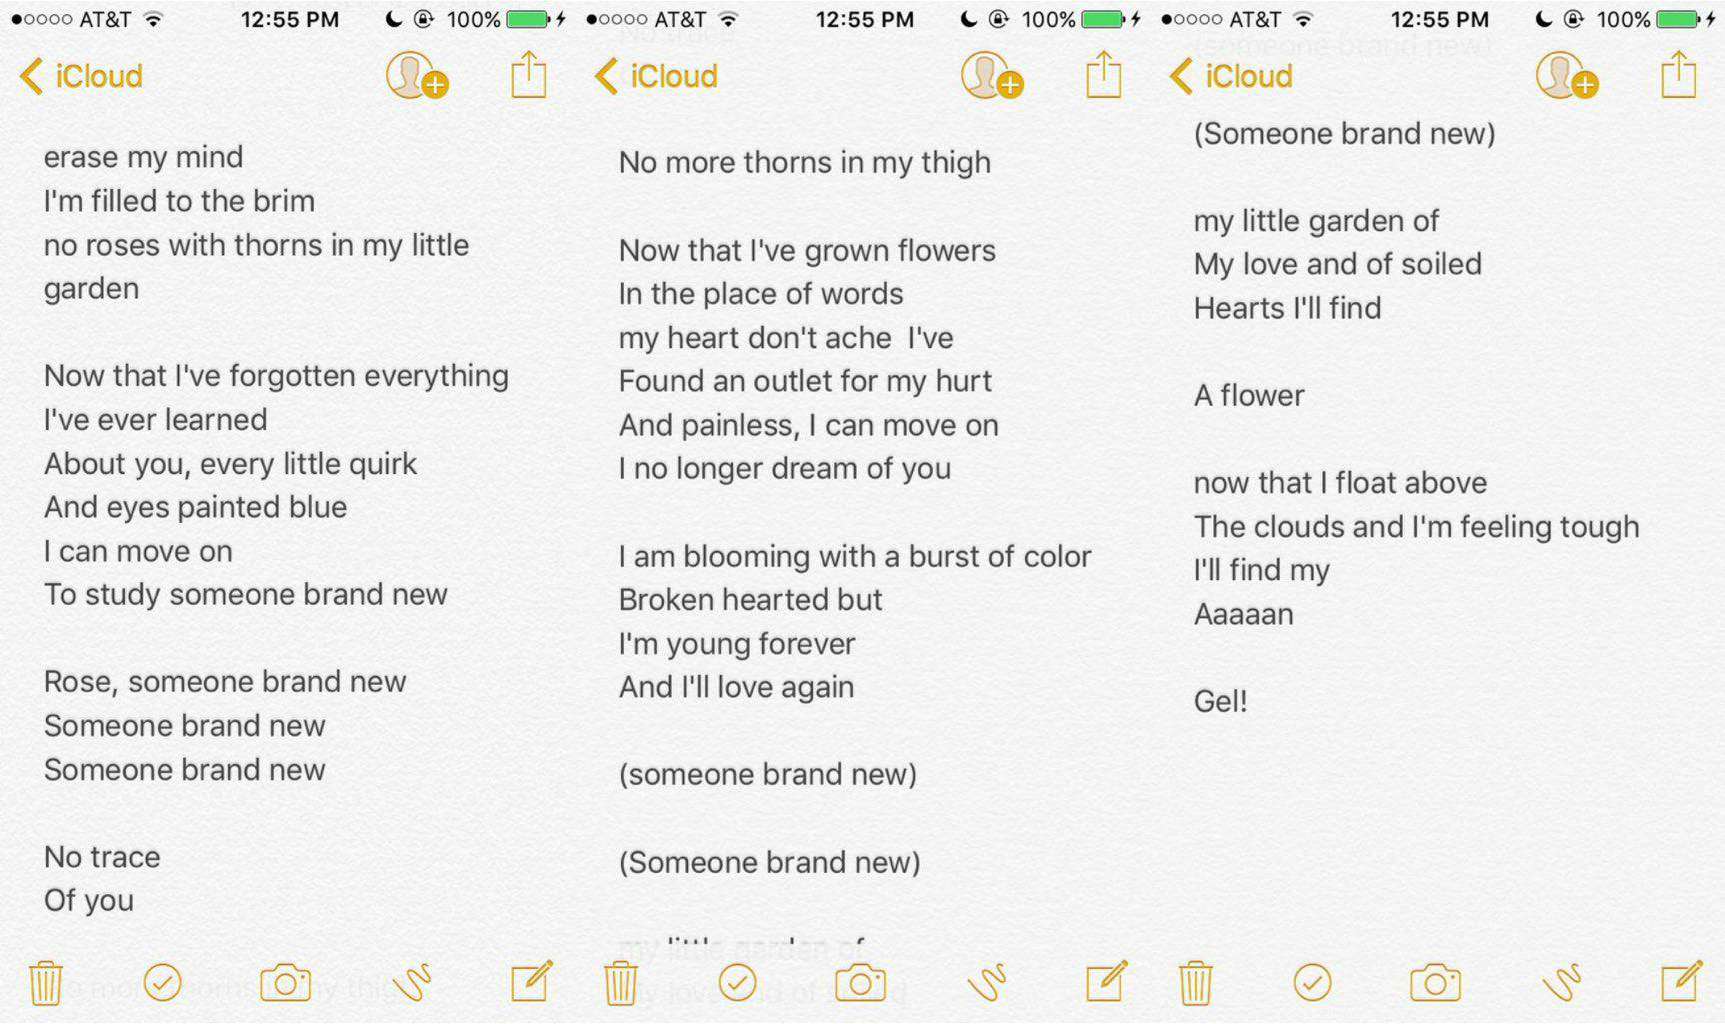 AT&T 12:55 PM 100%
iCloud
erase my mind
I'm filled to the brim
no roses with thorns in my little
garden
Now that I've forgotten everything
I've ever learned
About you, every little quirk
And eyes painted blue
I can move on
To study someone brand new
Rose, someone brand new
Someone brand new
Someone brand new
No trace
Of you
AT&T 12:55 PM 100%
iCloud
No more thorns in my thigh
Now that I've grown flowers
In the place of words
my heart don't ache  I've
Found an outlet for my hurt
And painless, I can move on
I no longer dream of you
I am blooming with a burst of color
Broken hearted but
I'm young forever
And I'll love again
(someone brand new)
(Someone brand new)
my little garden of
AT&T 12:55 PM 100%
(someone brand new)
iCloud
(Someone brand new)
my little garden of
My love and of soiled
Hearts I'll find
A flower
now that I float above
The clouds and I'm feeling tough
I'll find my
Aaaaan
Gel!